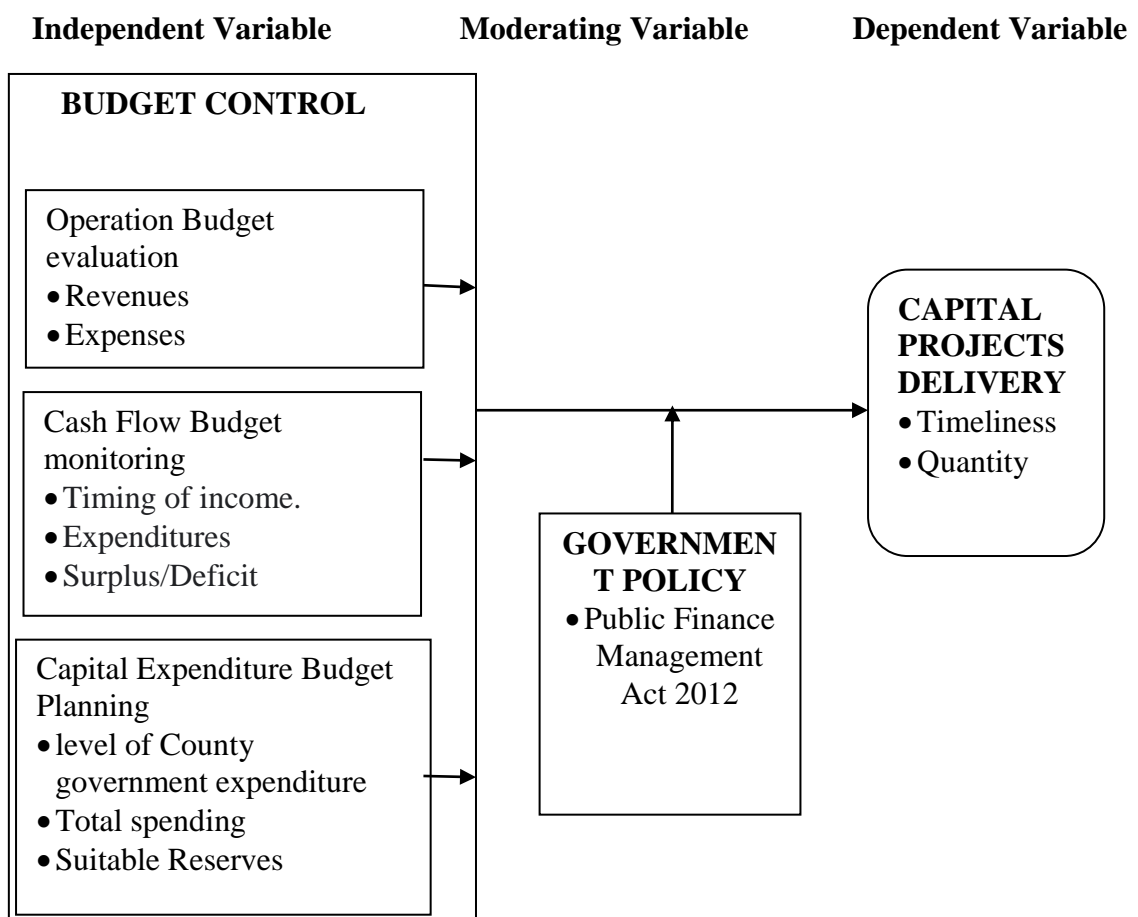 Independent Variable
Moderating Variable
Dependent Variable
BUDGET CONTROL
Operation Budget
evaluation
• Revenues
• Expenses
Cash Flow Budget
monitoring
• Timing of income.
• Expenditures
• Surplus/Deficit
Capital Expenditure Budget
Planning
• level of County
government expenditure
• Total spending
• Suitable Reserves
GOVERNMEN
T POLICY
• Public Finance
Management
Act 2012
CAPITAL
PROJECTS
DELIVERY
• Timeliness
• Quantity